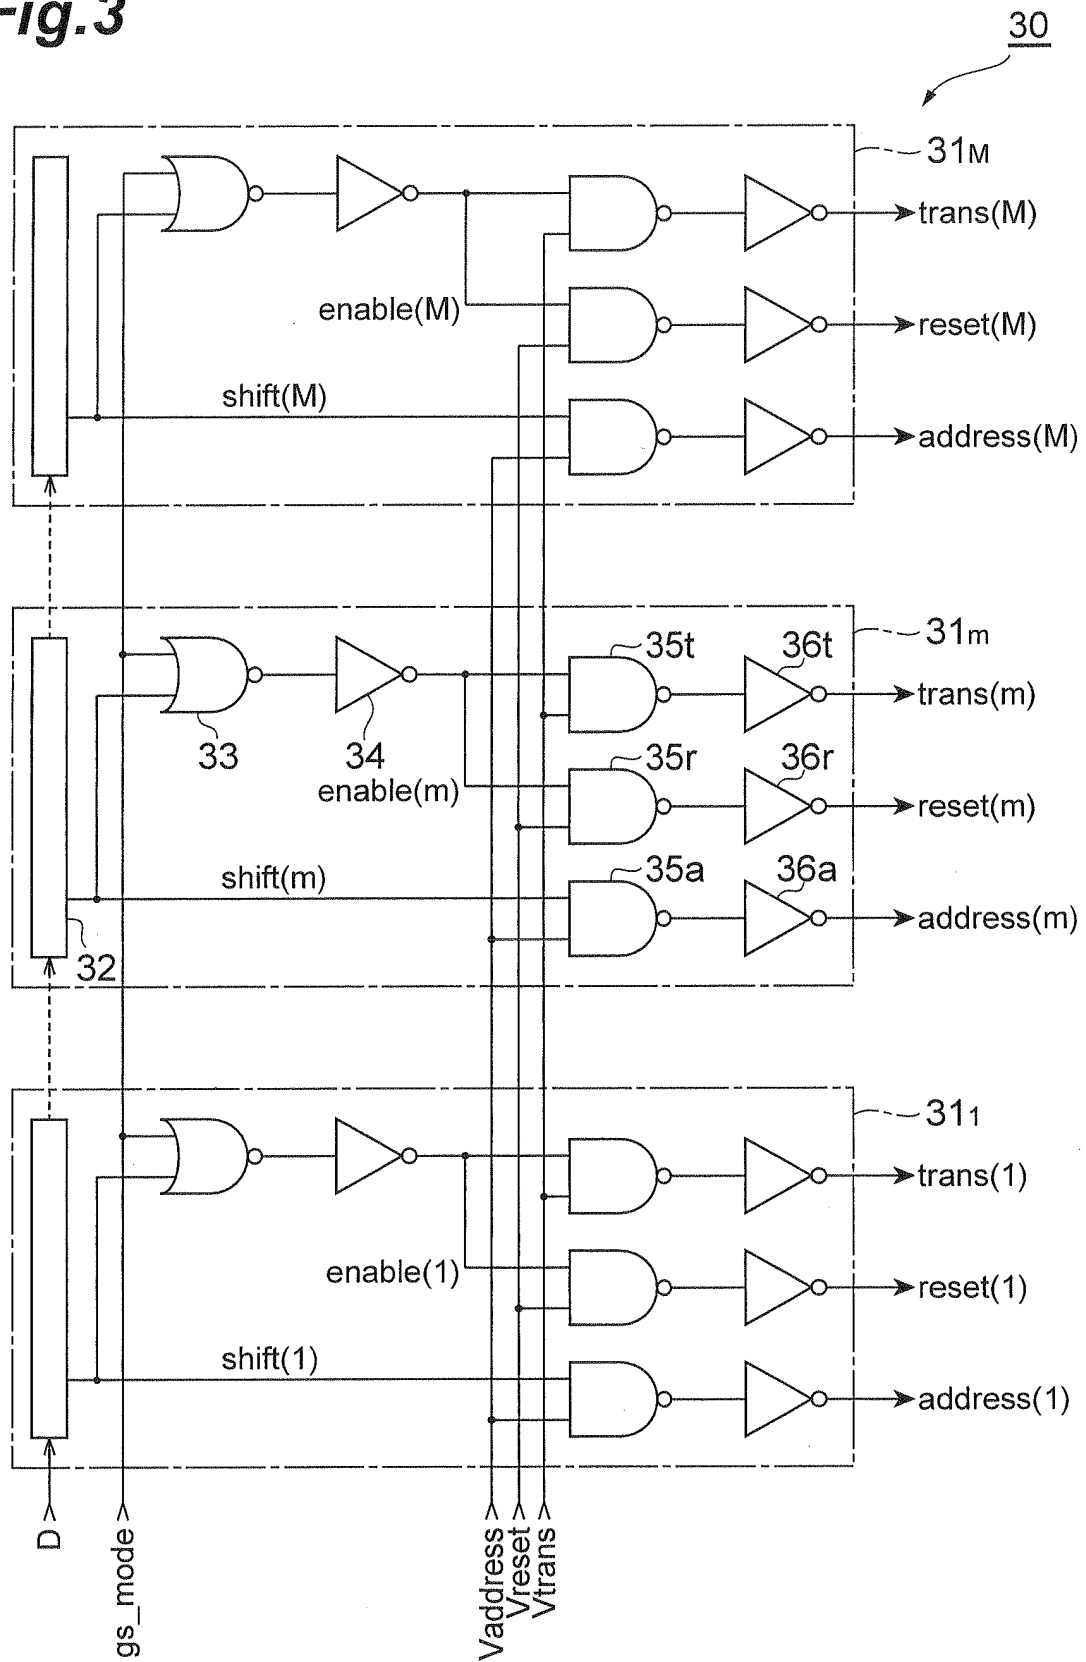 Fig.3
30
31M
trans(M)
enable(M)
reset(M)
shift(M)
address(M)
31m
35t
36t
trans(m)
33
34
35r
36r
enable(m)
reset(m)
35a
36a
shift(m)
address(m)
32
311
trans(1)
enable(1)
reset(1)
shift(1)
address(1)
D
gs_mode
Vaddress
Vreset
Vtrans